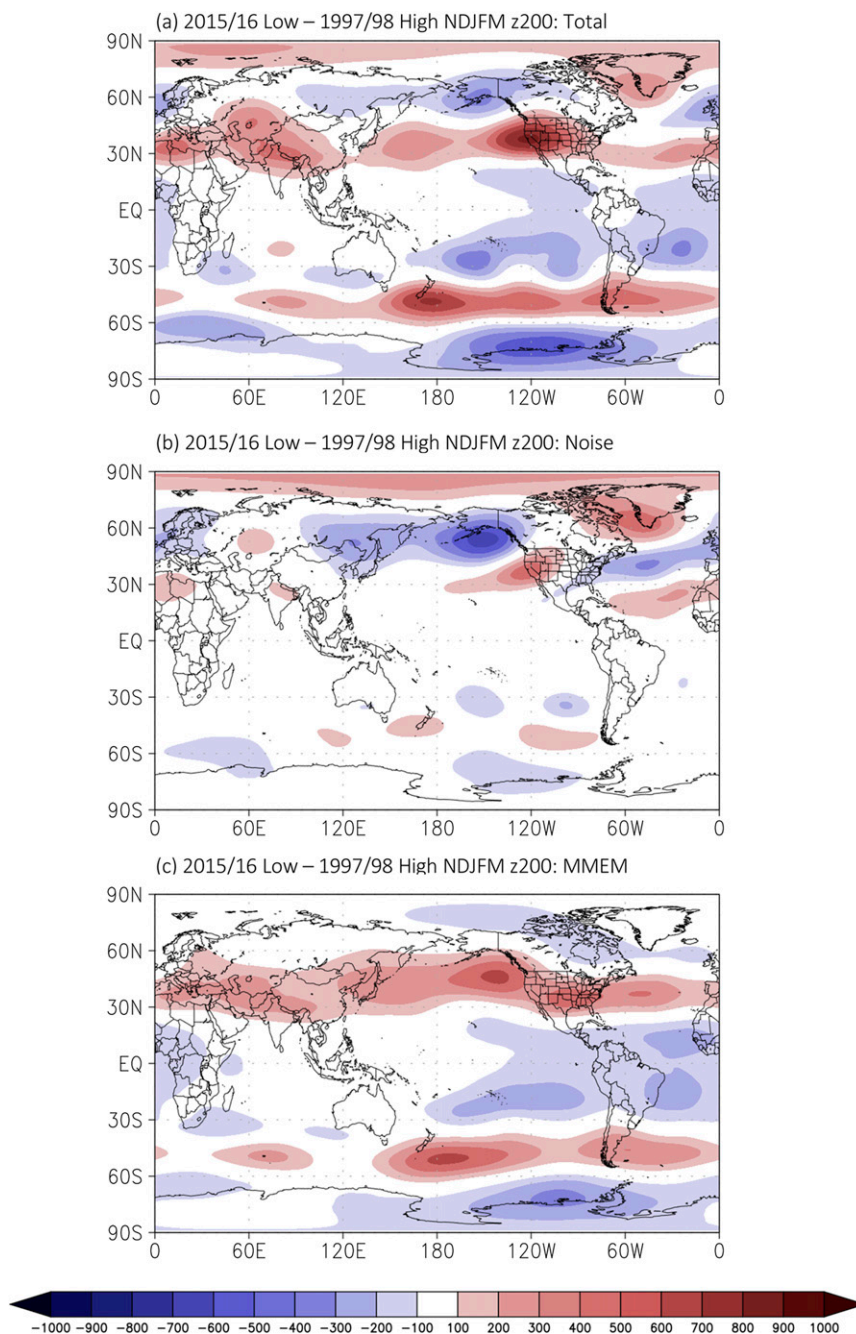 (a) 2015/16 Low – 1997/98 High NDJFM z200: Total
90N
60N
30N
EQ
30S
60S
90S
0 60E 120E 180 120W 60W 0
(b) 2015/16 Low – 1997/98 High NDJFM z200: Noise
90N
60N
30N
EQ
30S
60S
90S
0 60E 120E 180 120W 60W 0
(c) 2015/16 Low – 1997/98 High NDJFM z200: MMEM
90N
60N
30N
EQ
30S
60S
90S
0 60E 120E 180 120W 60W 0
−1000 −900 −800 −700 −600 −500 −400 −300 −200 −100 100 200 300 400 500 600 700 800 900 1000